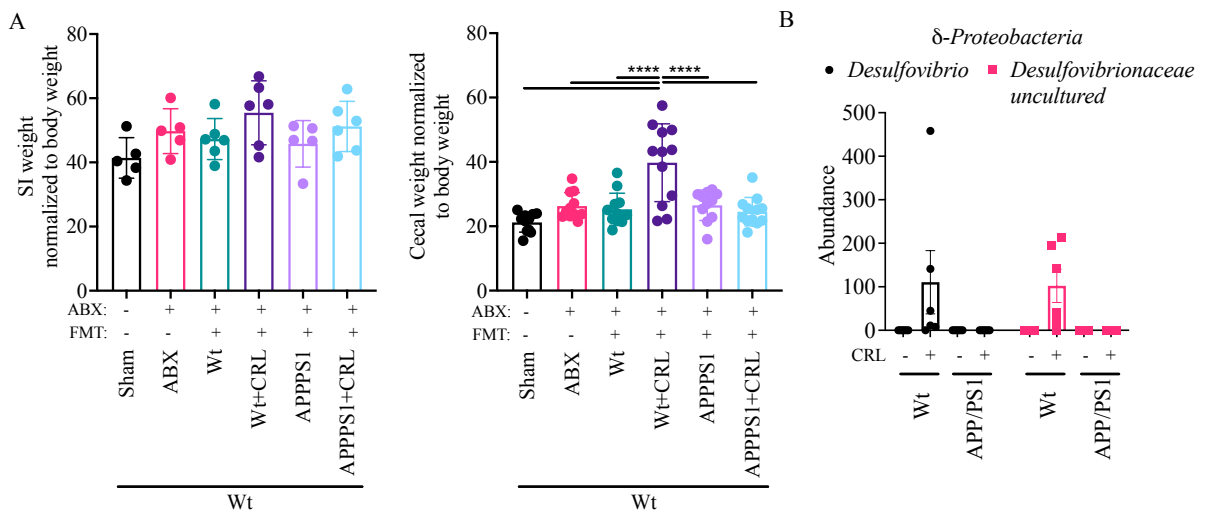 A
SI weight
normalized to body weight
80
60
40
20
0
ABX: - + + + + +
FMT: - - + + + +
Sham
ABX
Wt
Wt+CRL
APPPS1
APPPS1+CRL
Wt
Cecal weight normalized
to body weight
80
60
40
20
0
**** ****
ABX: - + + + + +
FMT: - - + + + +
Sham
ABX
Wt
Wt+CRL
APPPS1
APPPS1+CRL
Wt
B
δ-Proteobacteria
Desulfovibrio
Desulfovibrionaceae
uncultured
Abundance
500
400
300
200
100
0
CRL - + - + - + - +
Wt
APP/PS1
Wt
APP/PS1